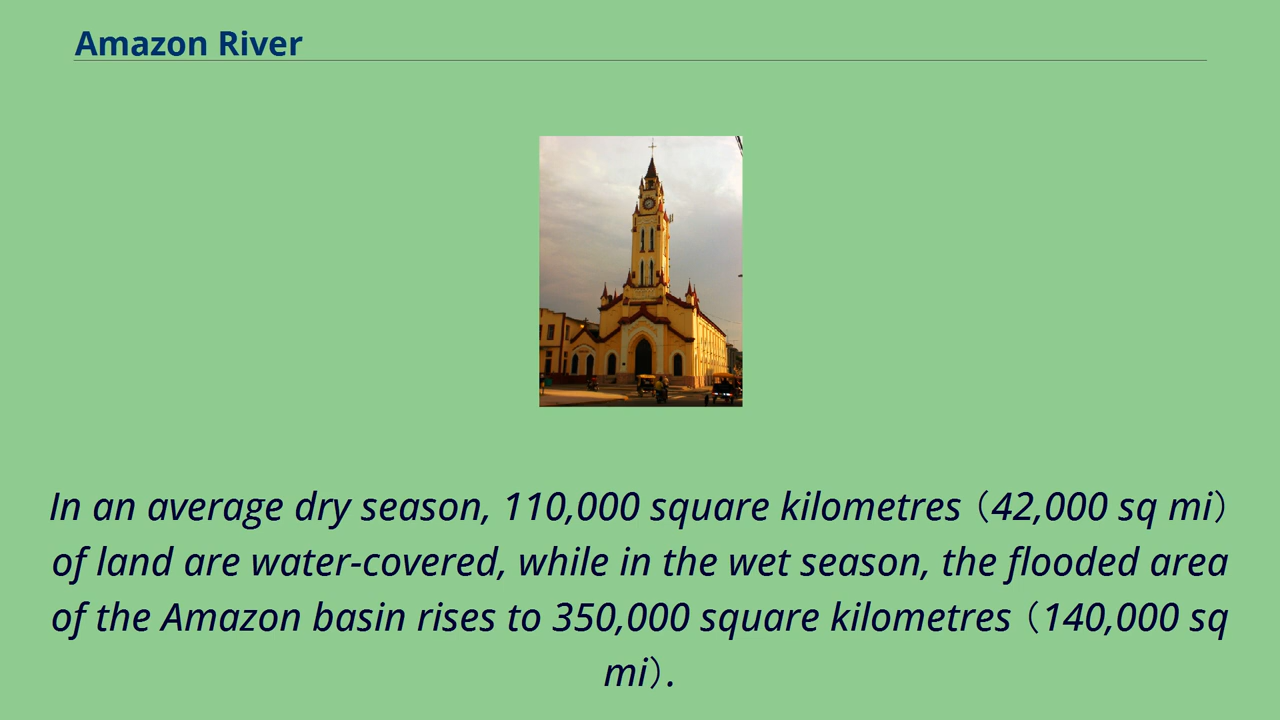 Amazon River
In an average dry season, 110,000 square kilometres (42,000 sq mi)
of land are water-covered, while in the wet season, the flooded area
of the Amazon basin rises to 350,000 square kilometres (140,000 sq
mi).